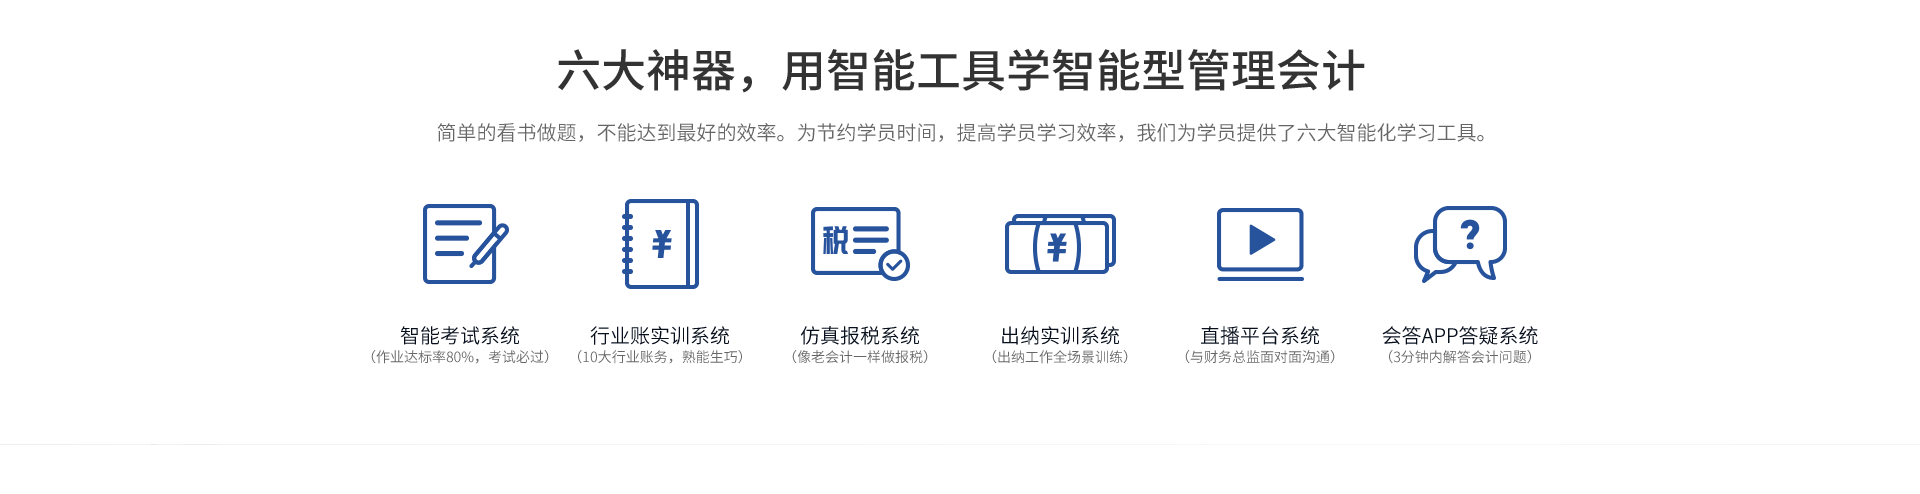 六大神器，用智能工具学智能型管理会计
简单的看书做题，不能达到最好的效率。为节约学员时间，提高学员学习效率，我们为学员提供了六大智能化学习工具。
¥
税
¥
?
智能考试系统
（作业达标率80%，考试必过）
行业账实训系统
（10大行业账务，熟能生巧）
仿真报税系统
（像老会计一样做报税）
出纳实训系统
（出纳工作全场景训练）
直播平台系统
（与财务总监面对面沟通）
会答APP答疑系统
（3分钟内解答会计问题）